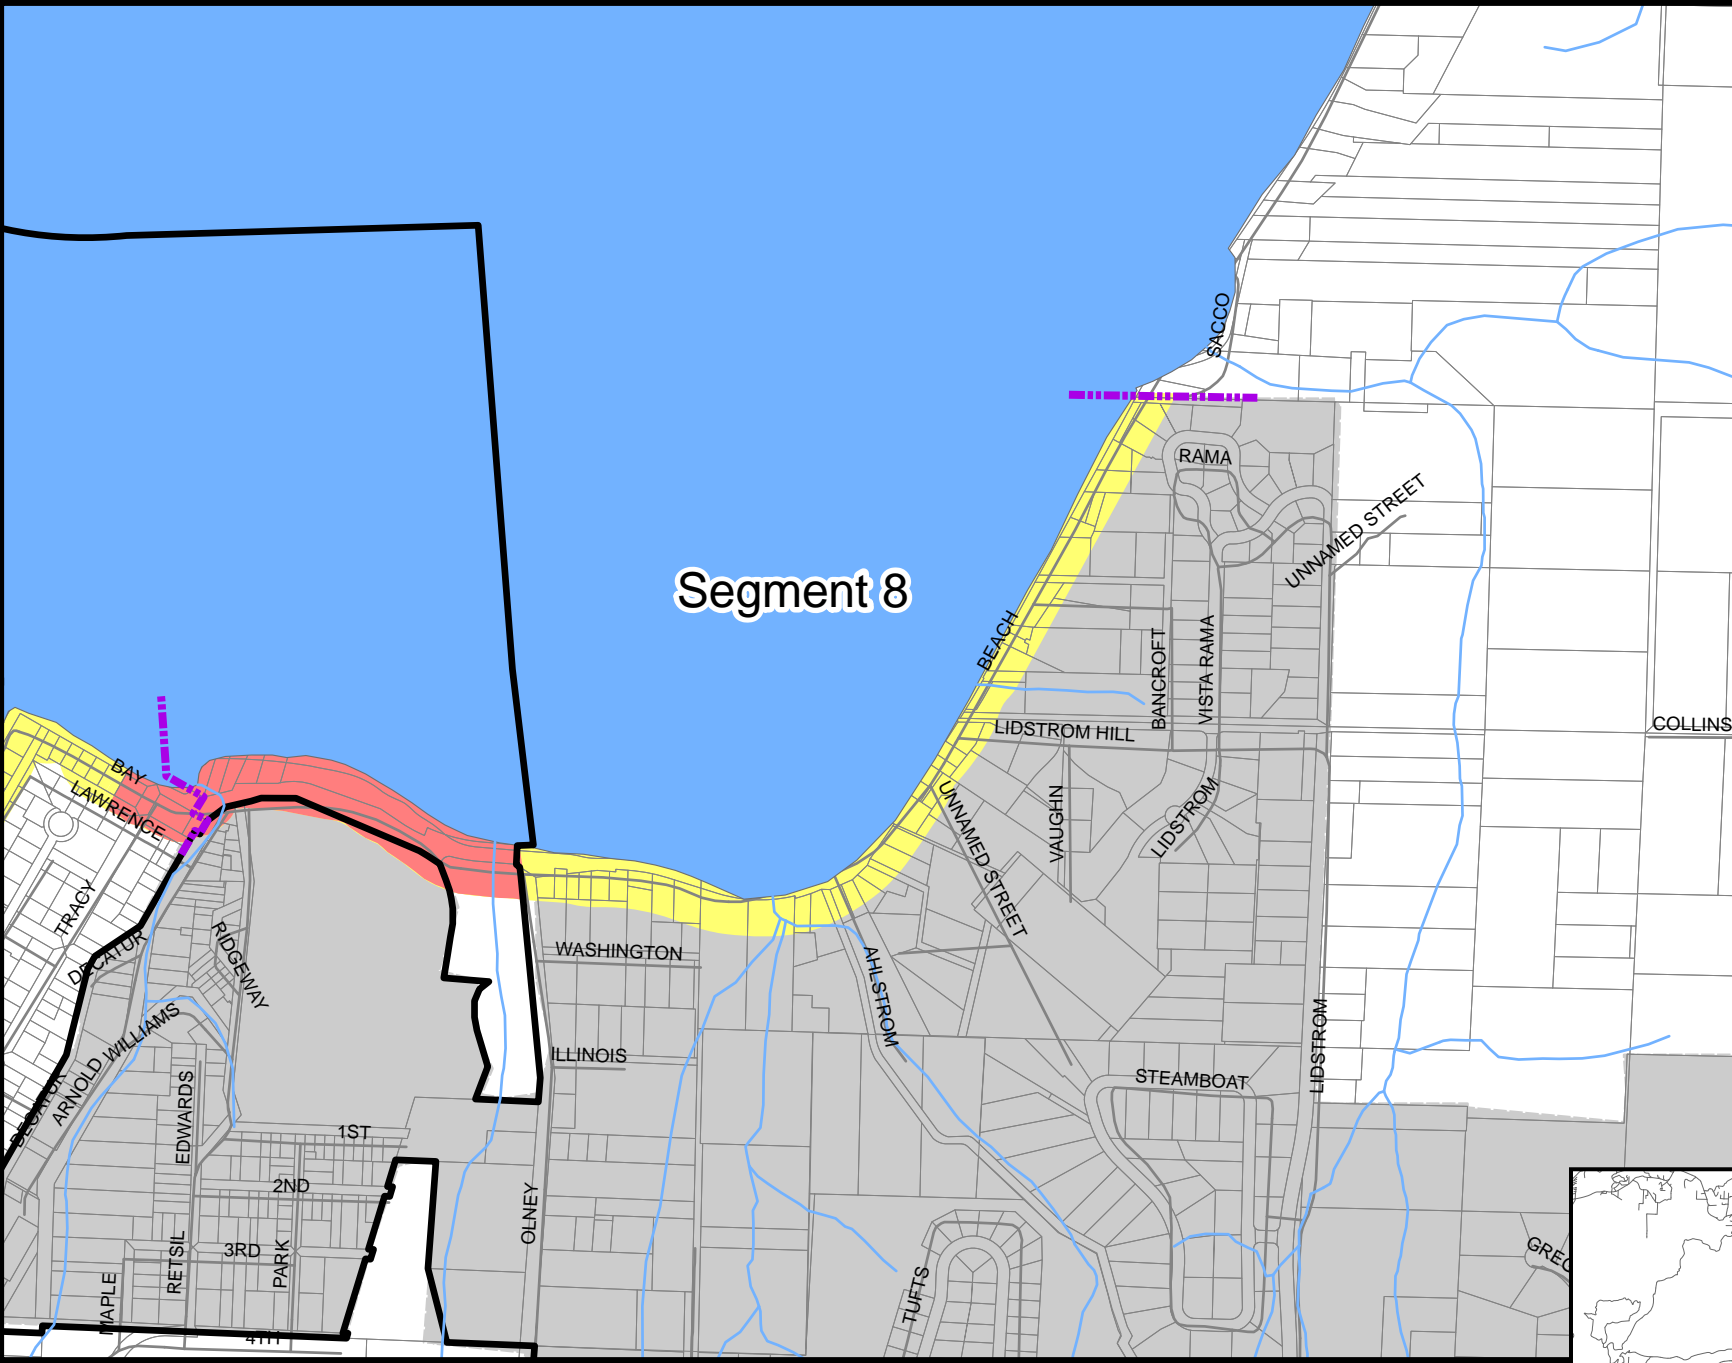 SACCO
RAMA
UNNAMED STREET
Segment 8
BEACH
BANCROFT
VISTA RAMA
COLLINS
LIDSTROM HILL
BAY
LAWRENCE
UNNAMED STREET
VAUGHN
LIDSTROM
TRACY
DECATUR
RIDGEWAY
WASHINGTON
AHLSTROM
WILLIAMS
ARNOLD
DECATUR
ILLINOIS
STEAMBOAT
LIDSTROM
EDWARDS
1ST
2ND
OLNEY
3RD
RETSIL
PARK
MAPLE
TUFTS
4TH
GREG